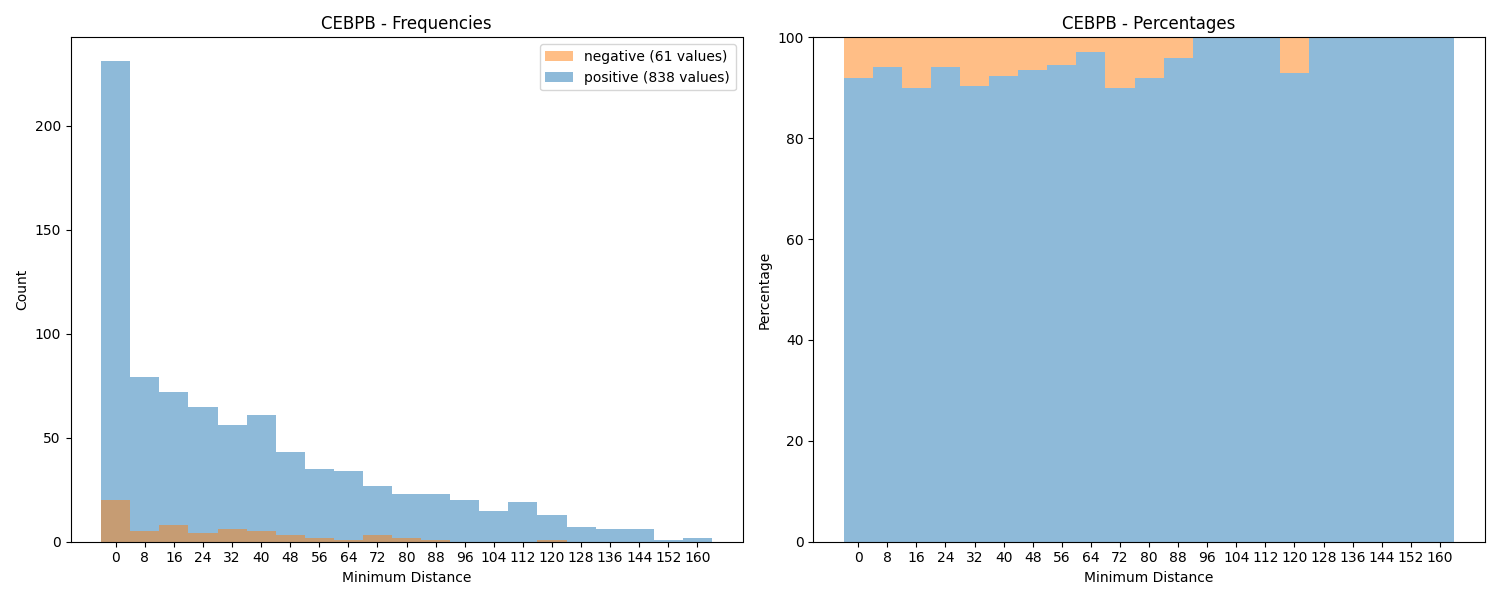 CEBPB - Frequencies
negative (61 values)
positive (838 values)
200
150
100
50
0
Count
0 8 16 24 32 40 48 56 64 72 80 88 96 104 112 120 128 136 144 152 160
Minimum Distance
CEBPB - Percentages
100
80
60
40
20
0
Percentage
0 8 16 24 32 40 48 56 64 72 80 88 96 104 112 120 128 136 144 152 160
Minimum Distance